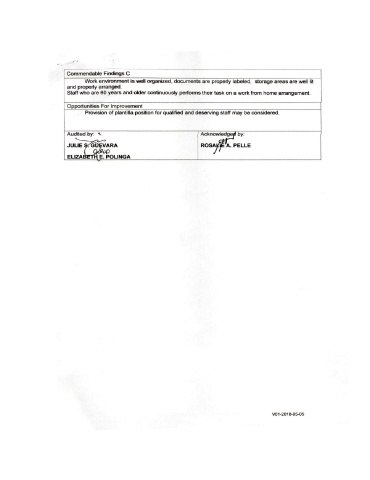 Commendable Findings C
Work environment is well organized, documents are properly labeled, storage areas are well lit
and properly arranged.
Staff who are 60 years and older continuously performs their task on a work from home arrangement.
Opportunities For Improvement
Provision of plantilla position for qualified and deserving staff may be considered.
Audited by:
Acknowledged by:
JULIE S. GUEVARA
A. PELLE
ELIZABETH E. POLINGA
V01-2018-05-05